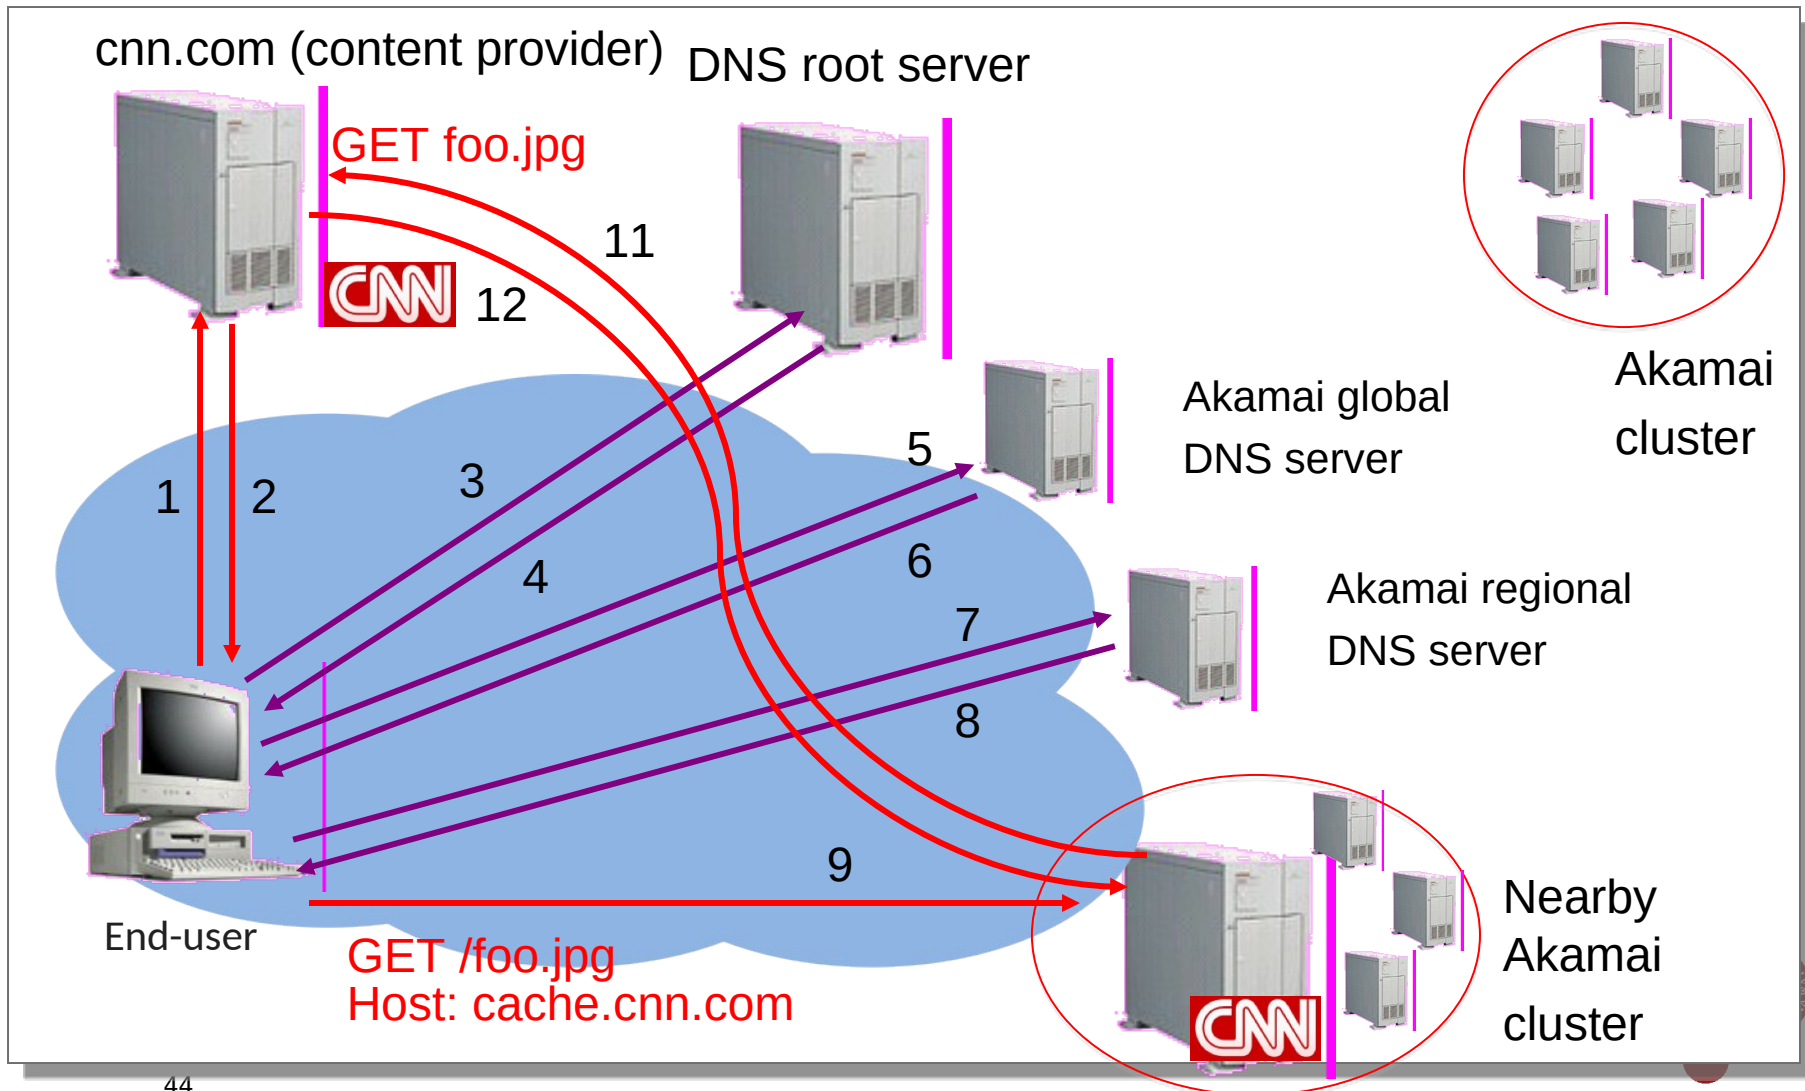 cnn.com (content provider)
DNS root server
GET foo.jpg
11
CNN
12
Akamai
cluster
Akamai global
DNS server
5
3
1
2
6
4
Akamai regional
DNS server
7
8
9
End-user
Nearby
Akamai
cluster
GET /foo.jpg
Host: cache.cnn.com
CNN
44